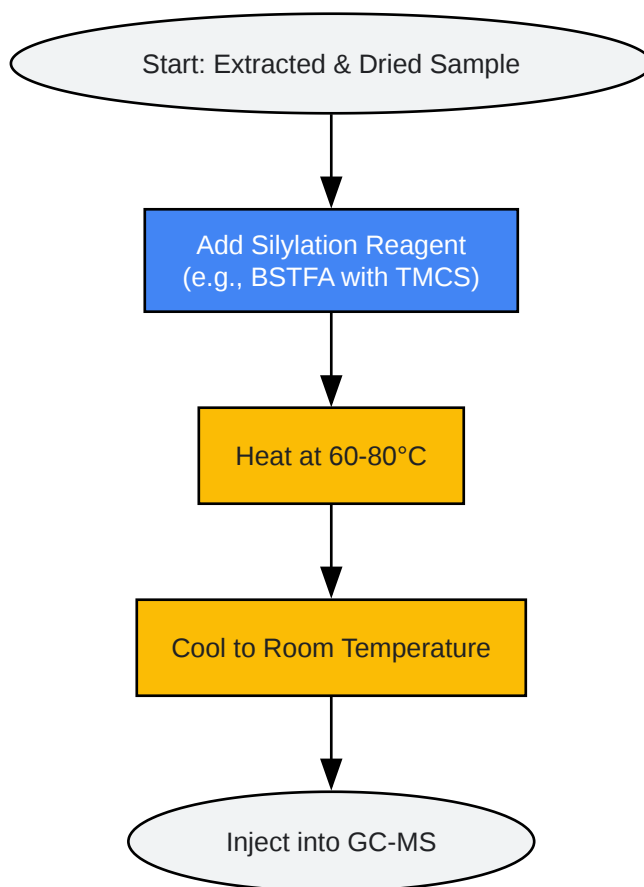 Start: Extracted & Dried Sample
Add Silylation Reagent
(e.g., BSTFA with TMCS)
Heat at 60-80°C
Cool to Room Temperature
Inject into GC-MS